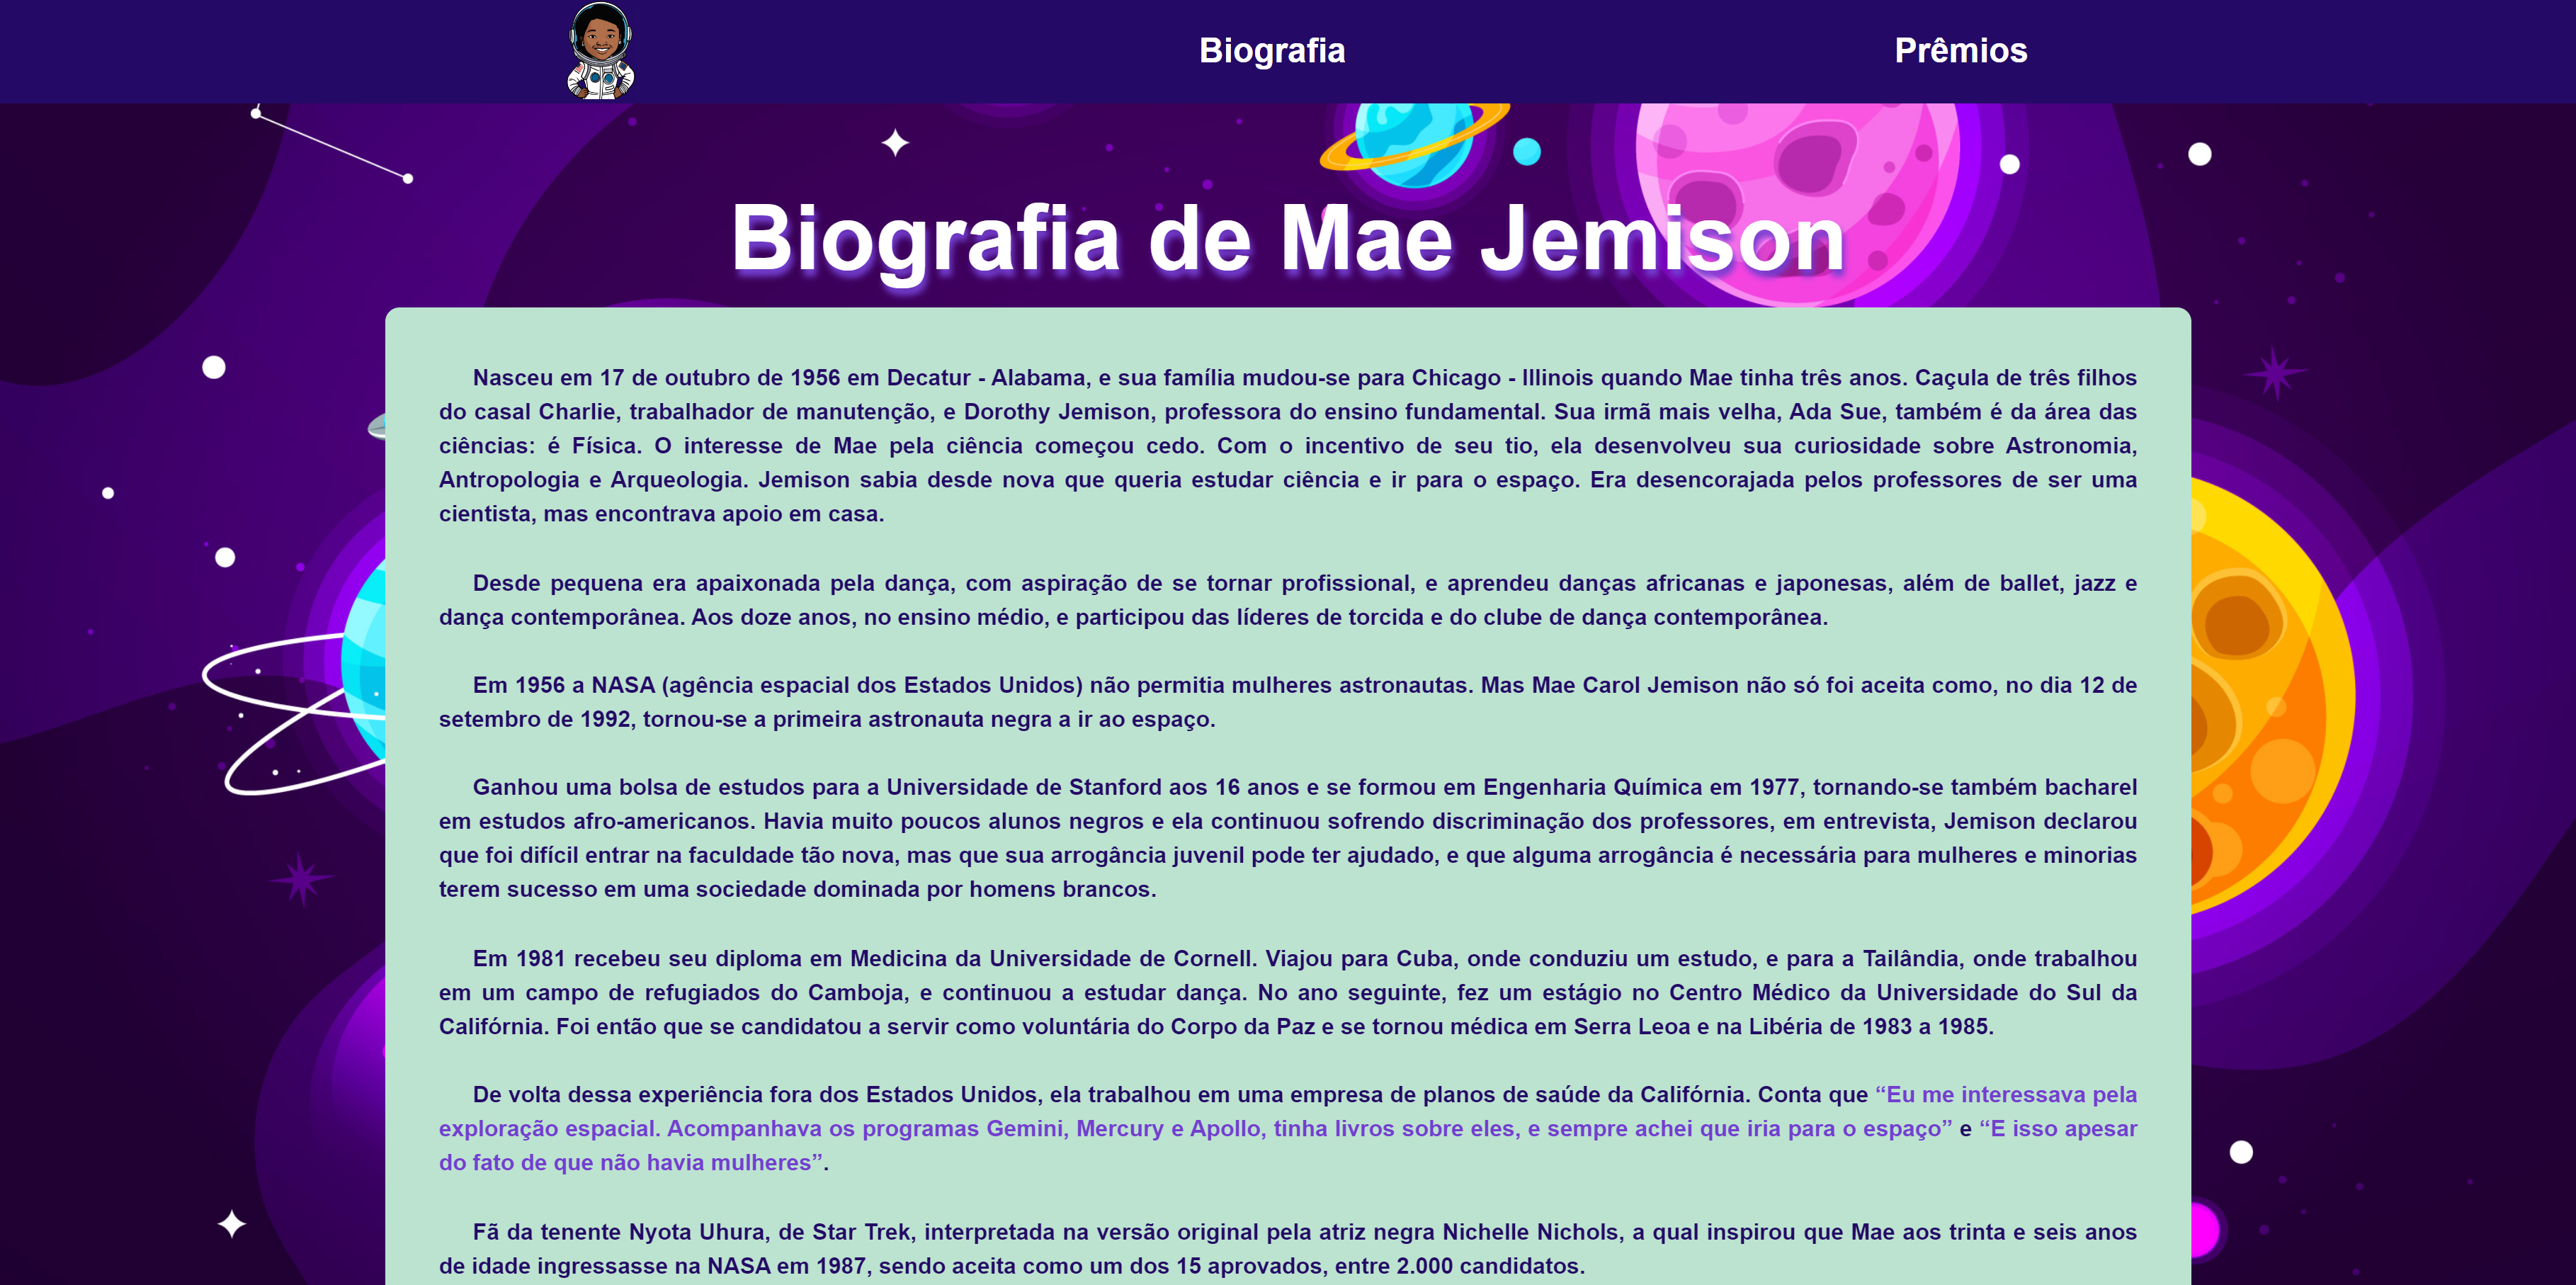 Biografia
Prêmios
Biografia de Mae Jemison
Nasceu em 17 de outubro de 1956 em Decatur - Alabama, e sua família mudou-se para Chicago - Illinois quando Mae tinha três anos. Caçula de três filhos
do casal Charlie, trabalhador de manutenção, e Dorothy Jemison, professora do ensino fundamental. Sua irmã mais velha, Ada Sue, também é da área das
ciências: é Física. O interesse de Mae pela ciência começou cedo. Com o incentivo de seu tio, ela desenvolveu sua curiosidade sobre Astronomia,
Antropologia e Arqueologia. Jemison sabia desde nova que queria estudar ciência e ir para o espaço. Era desencorajada pelos professores de ser uma
cientista, mas encontrava apoio em casa.
Desde pequena era apaixonada pela dança, com aspiração de se tornar profissional, e aprendeu danças africanas e japonesas, além de ballet, jazz e
dança contemporânea. Aos doze anos, no ensino médio, e participou das líderes de torcida e do clube de dança contemporânea.
Em 1956 a NASA (agência espacial dos Estados Unidos) não permitia mulheres astronautas. Mas Mae Carol Jemison não só foi aceita como, no dia 12 de
setembro de 1992, tornou-se a primeira astronauta negra a ir ao espaço.
Ganhou uma bolsa de estudos para a Universidade de Stanford aos 16 anos e se formou em Engenharia Química em 1977, tornando-se também bacharel
em estudos afro-americanos. Havia muito poucos alunos negros e ela continuou sofrendo discriminação dos professores, em entrevista, Jemison declarou
que foi difícil entrar na faculdade tão nova, mas que sua arrogância juvenil pode ter ajudado, e que alguma arrogância é necessária para mulheres e minorias
terem sucesso em uma sociedade dominada por homens brancos.
Em 1981 recebeu seu diploma em Medicina da Universidade de Cornell. Viajou para Cuba, onde conduziu um estudo, e para a Tailândia, onde trabalhou
em um campo de refugiados do Camboja, e continuou a estudar dança. No ano seguinte, fez um estágio no Centro Médico da Universidade do Sul da
Califórnia. Foi então que se candidatou a servir como voluntária do Corpo da Paz e se tornou médica em Serra Leoa e na Libéria de 1983 a 1985.
De volta dessa experiência fora dos Estados Unidos, ela trabalhou em uma empresa de planos de saúde da Califórnia. Conta que “Eu me interessava pela
exploração espacial. Acompanhava os programas Gemini, Mercury e Apollo, tinha livros sobre eles, e sempre achei que iria para o espaço” e “E isso apesar
do fato de que não havia mulheres”.
Fã da tenente Nyota Uhura, de Star Trek, interpretada na versão original pela atriz negra Nichelle Nichols, a qual inspirou que Mae aos trinta e seis anos
de idade ingressasse na NASA em 1987, sendo aceita como um dos 15 aprovados, entre 2.000 candidatos.